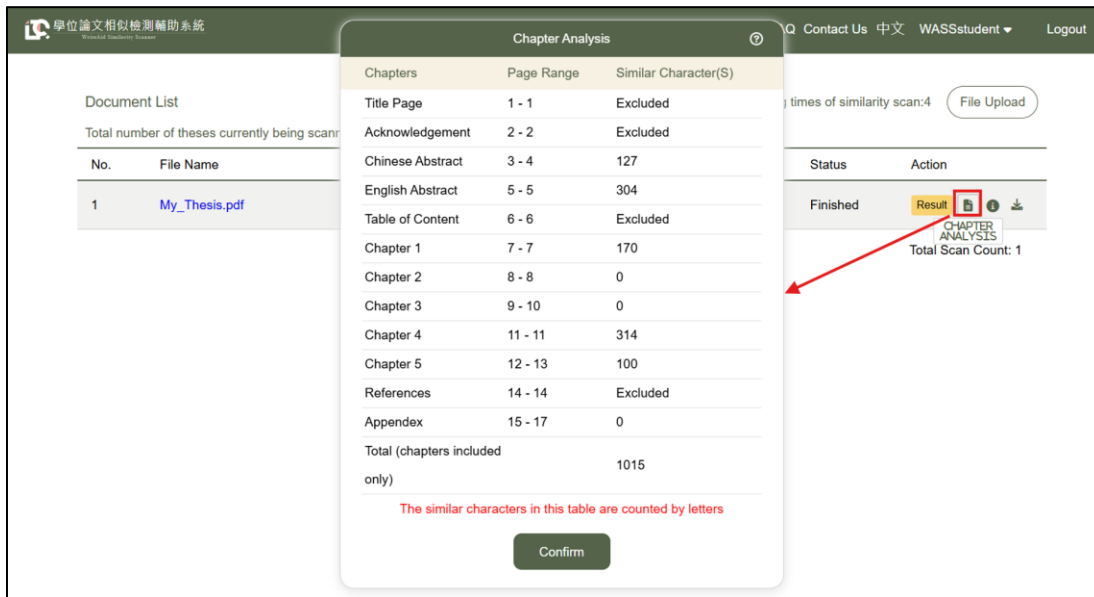 學位論文相似檢測輔助系統
WriterAid Similarity Scanner
Q Contact Us 中文 WASSstudent Logout
Document List
times of similarity scan:4
File Upload
Total number of theses currently being
No. File Name Status Action
1 My_Thesis.pdf Finished Result
CHAPTER
ANALYSIS
Total Scan Count: 1
Chapter Analysis
Chapters Page Range Similar Character(S)
Title Page 1 - 1 Excluded
Acknowledgement 2 - 2 Excluded
Chinese Abstract 3 - 4 127
English Abstract 5 - 5 304
Table of Content 6 - 6 Excluded
Chapter 1 7 - 7 170
Chapter 2 8 - 8 0
Chapter 3 9 - 10 0
Chapter 4 11 - 11 314
Chapter 5 12 - 13 100
References 14 - 14 Excluded
Appendex 15 - 17 0
Total (chapters included
only)
1015
The similar characters in this table are counted by letters
Confirm